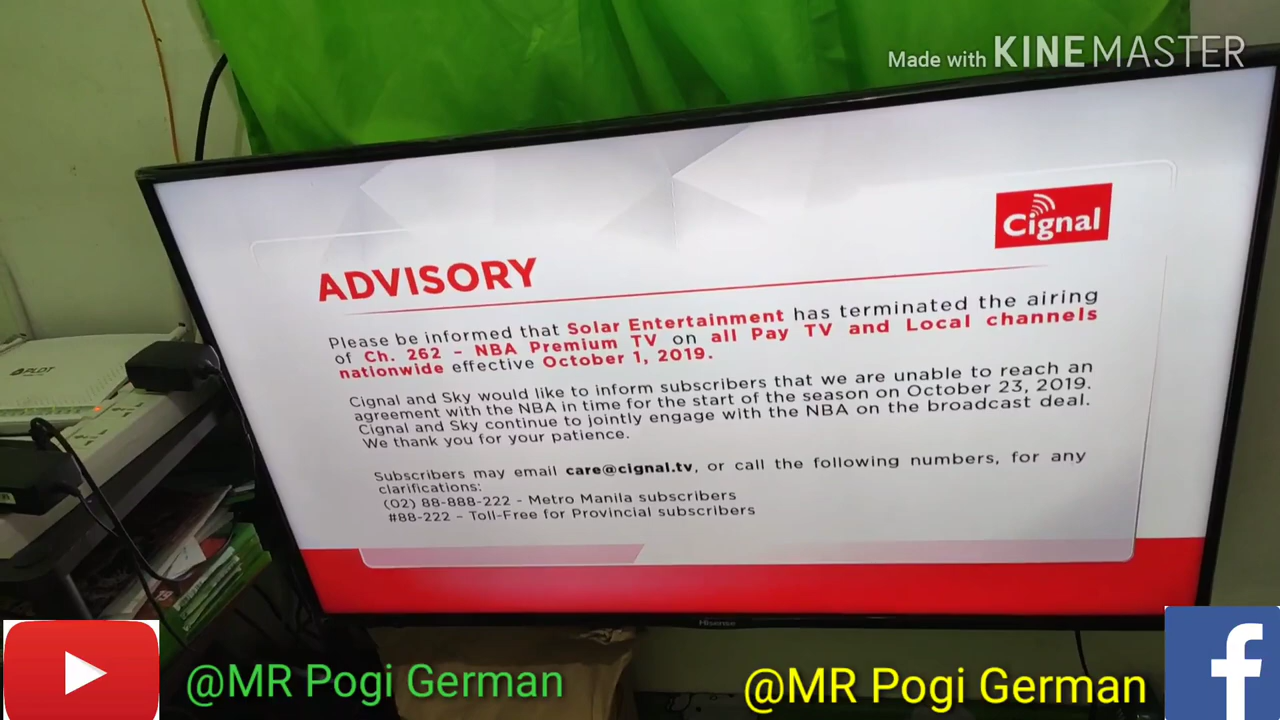 Made with KINEMASTER
Cignal
ADVISORY
Please be informed that Solar Entertainment has terminated the airing
of Ch. 262 – NBA Premium TV on all Pay TV and Local channels
nationwide effective October 1, 2019.
Cignal and Sky would like to inform subscribers that we are unable to reach an
agreement with the NBA in time for the start of the season on October 23, 2019.
Cignal and Sky continue to jointly engage with the NBA on the broadcast deal.
We thank you for your patience.
Subscribers may email care@cignal.tv, or call the following numbers, for any
clarifications:
(02) 88-888-222 - Metro Manila subscribers
#88-222 – Toll-Free for Provincial subscribers
PLDT
Hisense
@MR Pogi German
@MR Pogi German
f